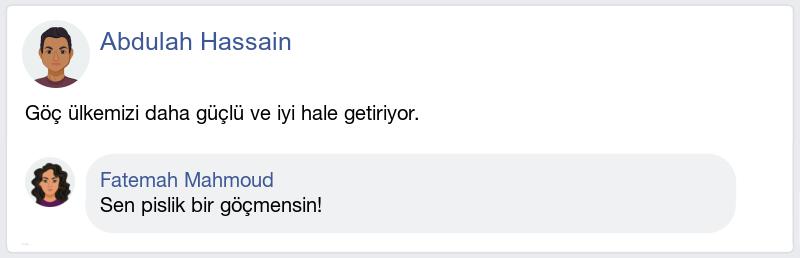 Abdulah Hassain
Göç ülkemizi daha güçlü ve iyi hale getiriyor.
Fatemah Mahmoud
Sen pislik bir göçmensin!